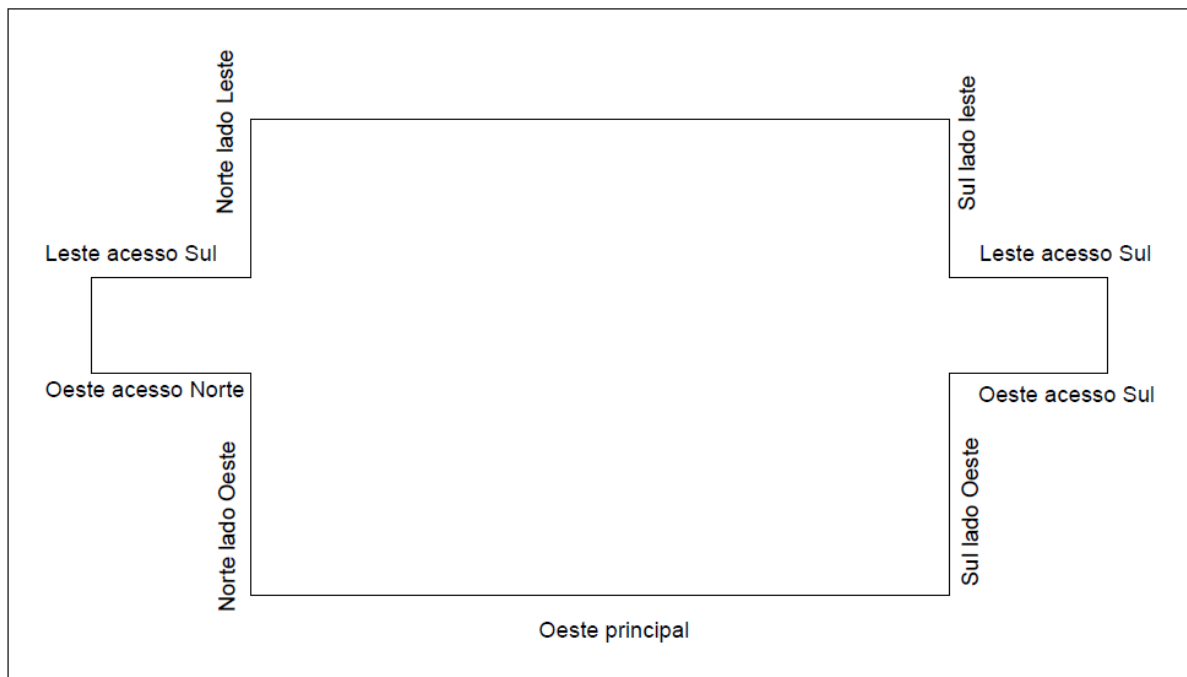 Norte lado Leste
Sul lado leste
Leste acesso Sul
Leste acesso Sul
Oeste acesso Norte
Oeste acesso Sul
Norte lado Oeste
Sul lado Oeste
Oeste principal